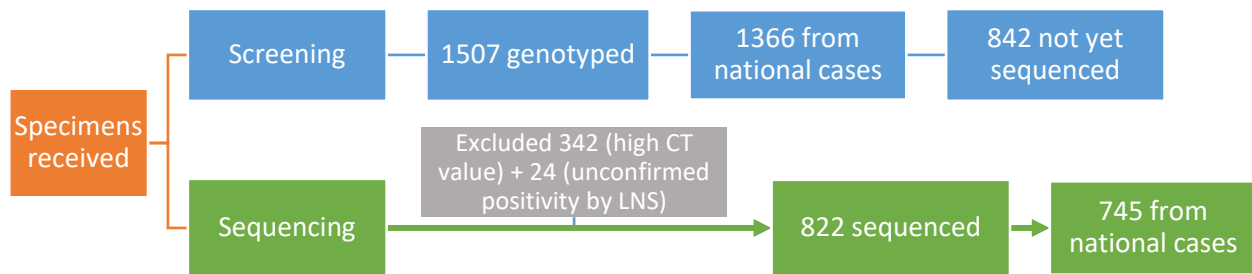 Specimens
received
Screening
1507 genotyped
1366 from
national cases
842 not yet
sequenced
Excluded 342 (high CT
value) + 24 (unconfirmed
positivity by LNS)
Sequencing
822 sequenced
745 from
national cases